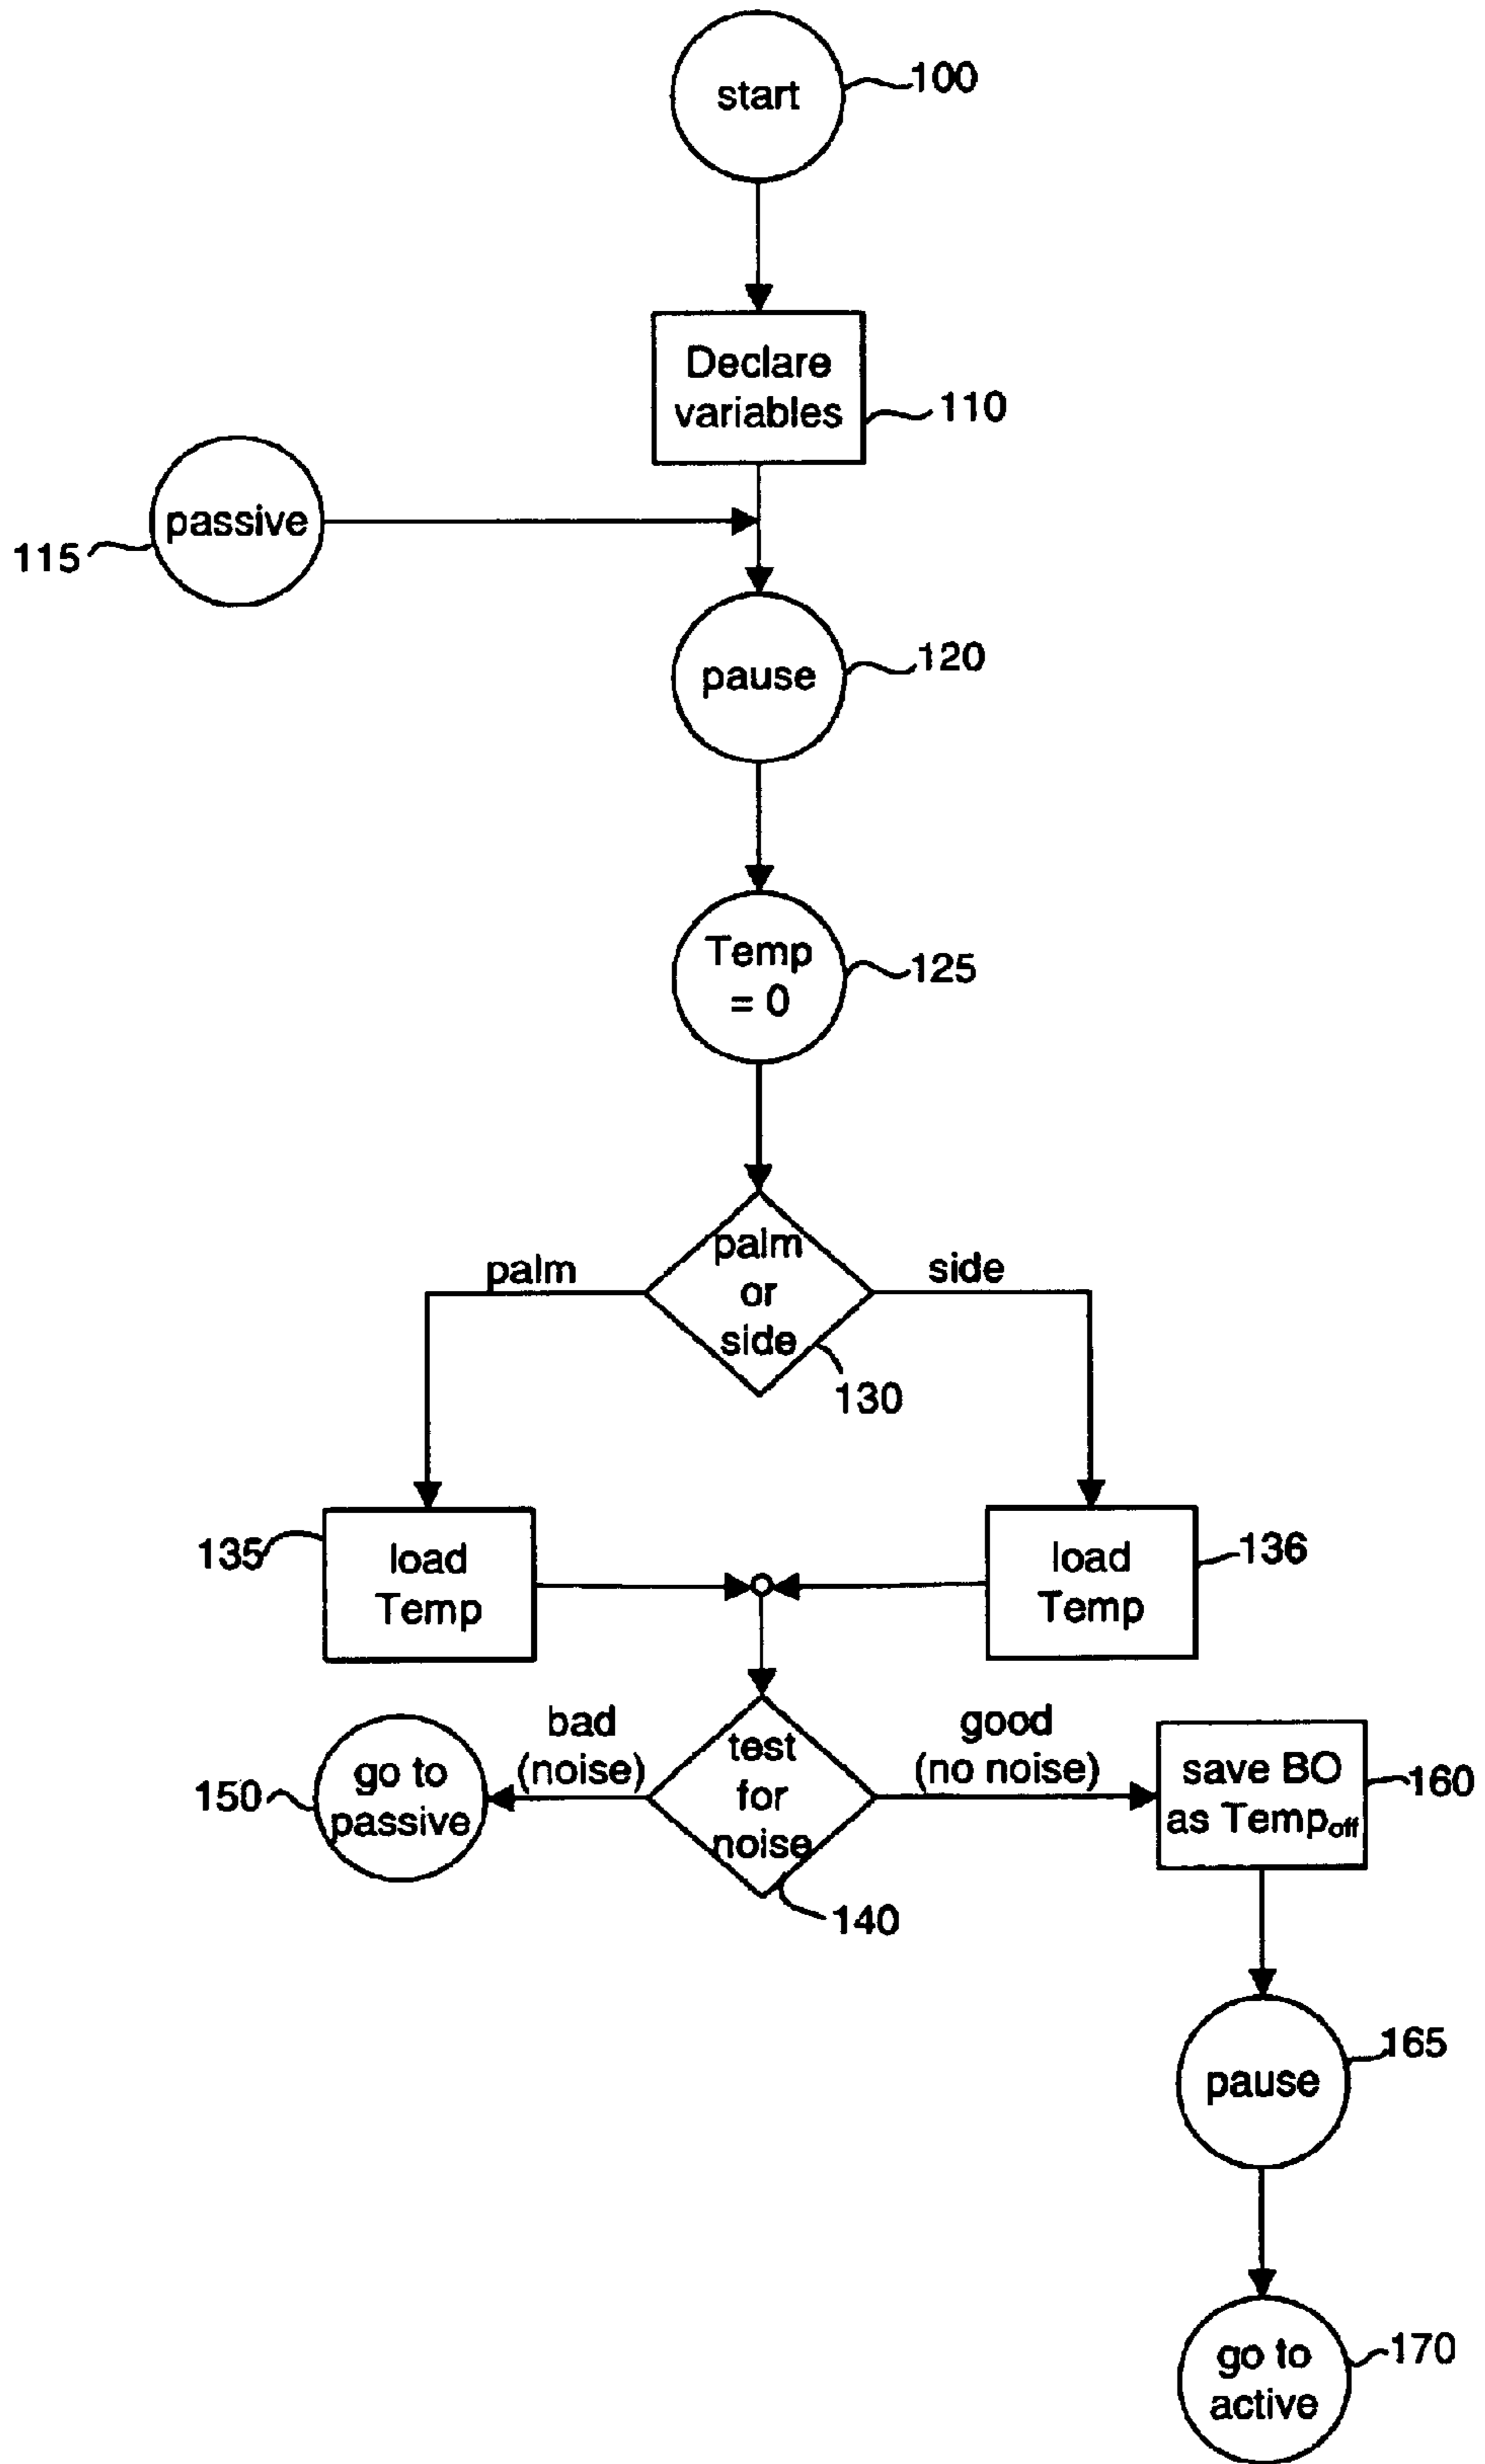 start
100
Declare
variables
110
passive
115
pause
120
Temp
= 0
125
palm
or
side
palm
side
130
135
load
Temp
load
Temp
136
150
go to
passive
bad
(noise)
test
for
noise
140
good
(no noise)
save BO
as Temp_off
160
pause
165
go to
active
170